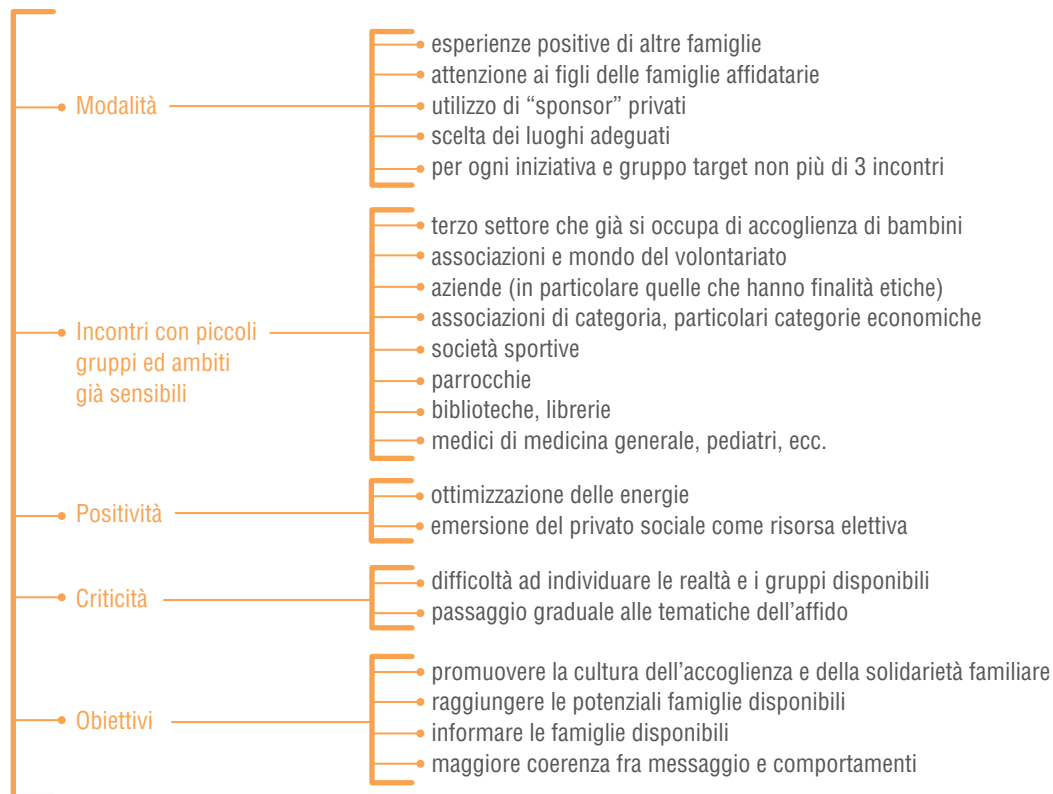 Modalità
esperienze positive di altre famiglie
attenzione ai figli delle famiglie affidatarie
utilizzo di “sponsor” privati
scelta dei luoghi adeguati
per ogni iniziativa e gruppo target non più di 3 incontri
Incontri con piccoli
gruppi ed ambiti
già sensibili
terzo settore che già si occupa di accoglienza di bambini
associazioni e mondo del volontariato
aziende (in particolare quelle che hanno finalità etiche)
associazioni di categoria, particolari categorie economiche
società sportive
parrocchie
biblioteche, librerie
medici di medicina generale, pediatri, ecc.
Positività
ottimizzazione delle energie
emersione del privato sociale come risorsa elettiva
Criticità
difficoltà ad individuare le realtà e i gruppi disponibili
passaggio graduale alle tematiche dell’affido
Obiettivi
promuovere la cultura dell’accoglienza e della solidarietà familiare
raggiungere le potenziali famiglie disponibili
informare le famiglie disponibili
maggiore coerenza fra messaggio e comportamenti